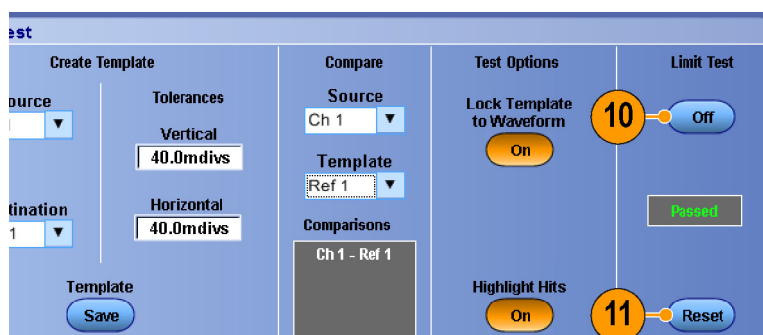 est
Create Template
Compare
Test Options
Limit Test
ource
Tolerances
Source
Lock Template
to Waveform
10
Off
Ch 1
Vertical
On
40.0mdivs
Template
Ref 1
Passed
tination
Horizontal
Comparisons
1
40.0mdivs
Ch 1 - Ref 1
Template
Highlight Hits
Save
On
11
Reset